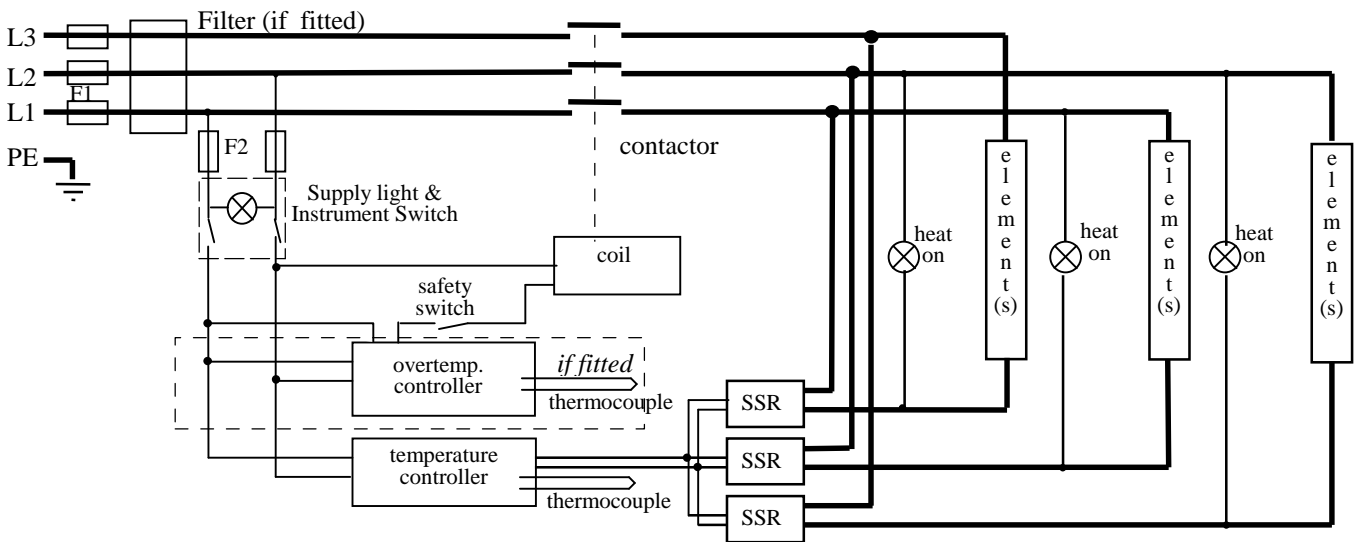 Filter (if fitted)
L3
L2
F1
L1
F2
PE
contactor
Supply light &
Instrument Switch
coil
safety
switch
overtemp.
controller
if fitted
thermocouple
temperature
controller
thermocouple
SSR
SSR
SSR
heat
on
element(s)
heat
on
element(s)
heat
on
element(s)